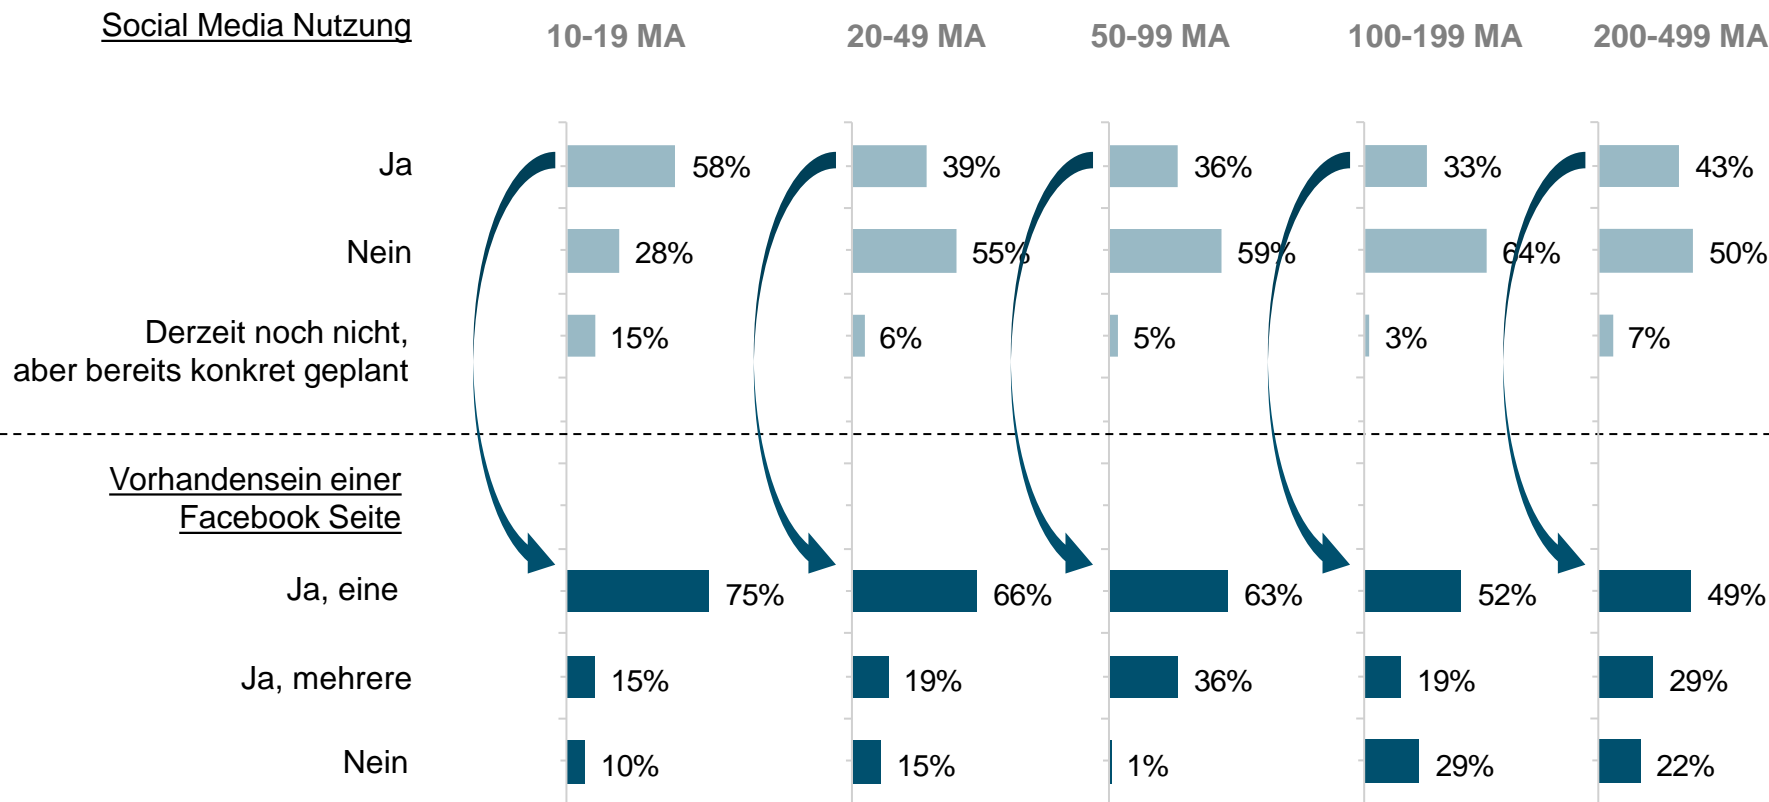 Social Media Nutzung 10-19 MA 20-49 MA 50-99 MA 100-199 MA 200-499 MA
Ja 58% 39% 36% 33% 43%
Nein 28% 55% 59% 64% 50%
Derzeit noch nicht,
aber bereits konkret geplant 15% 6% 5% 3% 7%
Vorhandensein einer
Facebook Seite
Ja, eine 75% 66% 63% 52% 49%
Ja, mehrere 15% 19% 36% 19% 29%
Nein 10% 15% 1% 29% 22%